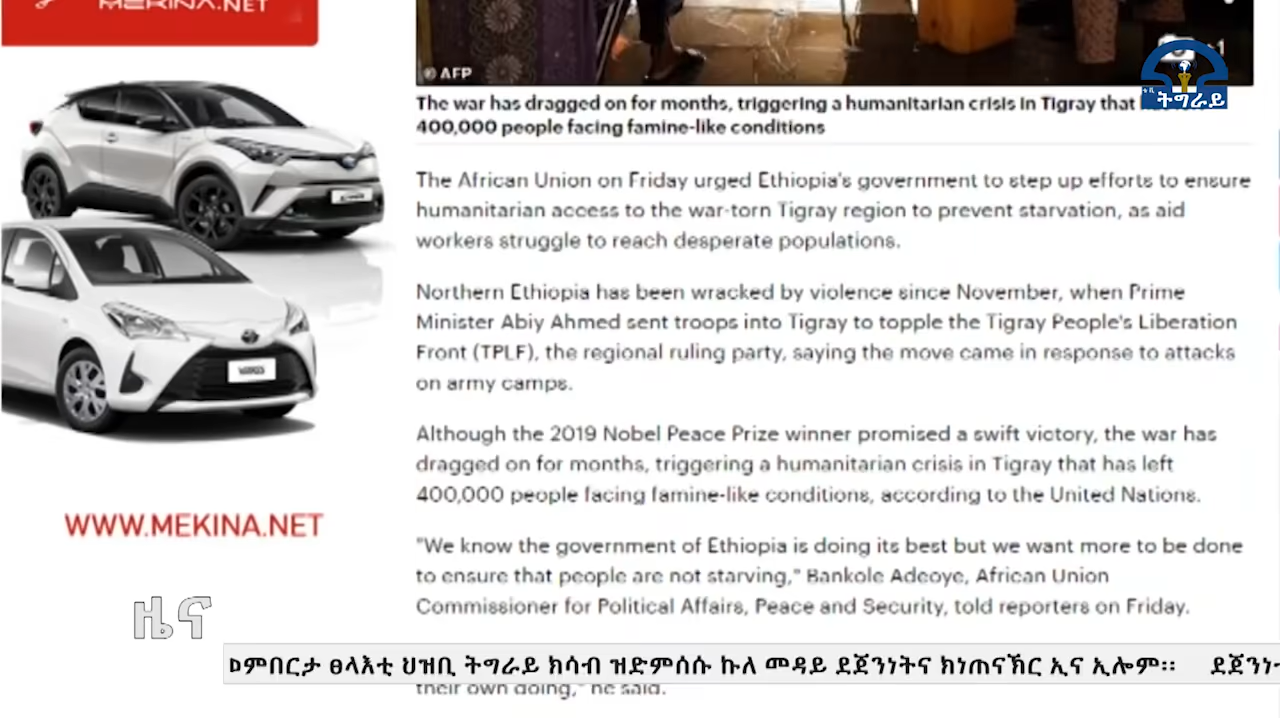 MEKINA.NET
© AFP
ትግራይ
The war has dragged on for months, triggering a humanitarian crisis in Tigray that
400,000 people facing famine-like conditions
The African Union on Friday urged Ethiopia's government to step up efforts to ensure
humanitarian access to the war-torn Tigray region to prevent starvation, as aid
workers struggle to reach desperate populations.
Northern Ethiopia has been wracked by violence since November, when Prime
Minister Abiy Ahmed sent troops into Tigray to topple the Tigray People's Liberation
Front (TPLF), the regional ruling party, saying the move came in response to attacks
on army camps.
Although the 2019 Nobel Peace Prize winner promised a swift victory, the war has
dragged on for months, triggering a humanitarian crisis in Tigray that has left
400,000 people facing famine-like conditions, according to the United Nations.
WWW.MEKINA.NET
"We know the government of Ethiopia is doing its best but we want more to be done
to ensure that people are not starving," Bankole Adeoye, African Union
Commissioner for Political Affairs, Peace and Security, told reporters on Friday.
ዜና
ፀላእቲ ህዝቢ ትግራይ ክሳብ ዝድምሰሱ ኩለ መዳይ ደጀንነትና ክነጠናኽር ኢና ኢሎም፡፡
their own doing," he said.